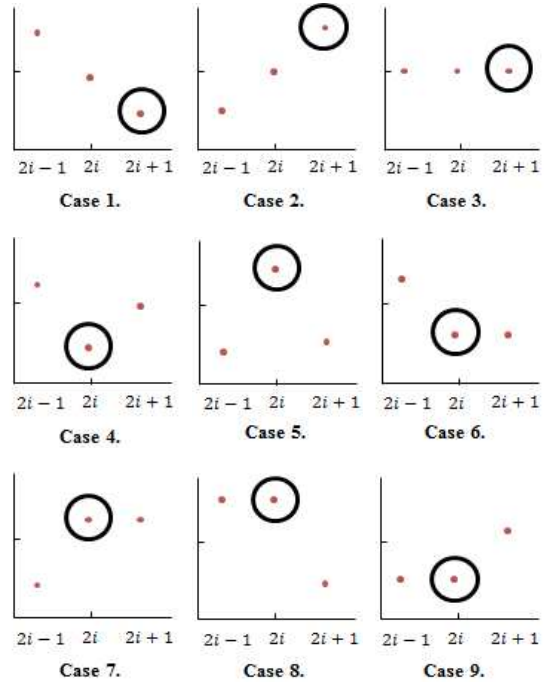 2i − 1 2i 2i + 1 2i − 1 2i 2i + 1 2i − 1 2i 2i + 1
Case 1. Case 2. Case 3.
2i − 1 2i 2i + 1 2i − 1 2i 2i + 1 2i − 1 2i 2i + 1
Case 4. Case 5. Case 6.
2i − 1 2i 2i + 1 2i − 1 2i 2i + 1 2i − 1 2i 2i + 1
Case 7. Case 8. Case 9.